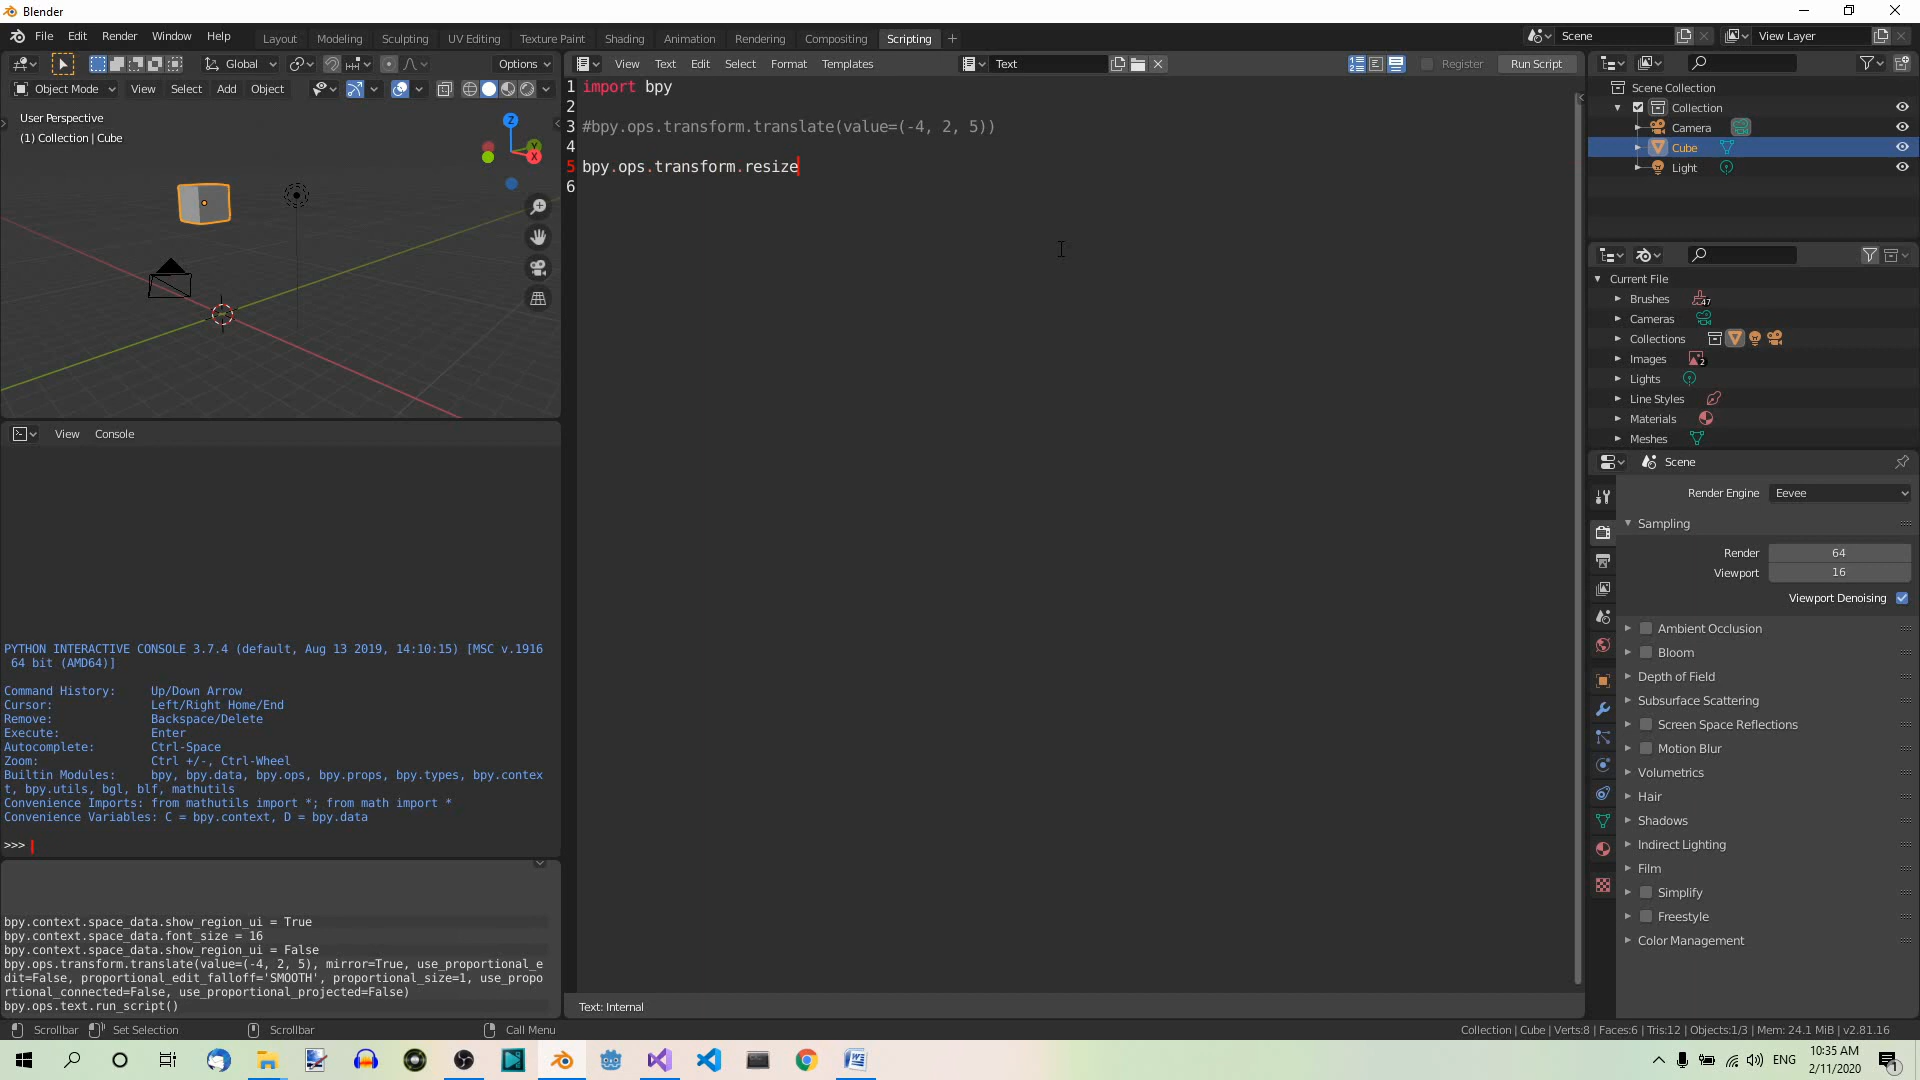 Blender
File Edit Render Window Help
Layout Modeling Sculpting UV Editing Texture Paint Shading Animation Rendering Compositing Scripting
Scene
View Layer
Global
Options
Object Mode View Select Add Object
User Perspective
(1) Collection | Cube
Z
Y
X
View Text Edit Select Format Templates
Text
Register
Run Script
1 import bpy
2
3 #bpy.ops.transform.translate(value=(-4, 2, 5))
4
5 bpy.ops.transform.resize
6
Text: Internal
View Console
PYTHON INTERACTIVE CONSOLE 3.7.4 (default, Aug 13 2019, 14:10:15) [MSC v.1916
64 bit (AMD64)]
Command History: Up/Down Arrow
Cursor: Left/Right Home/End
Remove: Backspace/Delete
Execute: Enter
Autocomplete: Ctrl-Space
Zoom: Ctrl +/-, Ctrl-Wheel
Builtin Modules: bpy, bpy.data, bpy.ops, bpy.props, bpy.types, bpy.contex
t, bpy.utils, bgl, blf, mathutils
Convenience Imports: from mathutils import *; from math import *
Convenience Variables: C = bpy.context, D = bpy.data
>>>
bpy.context.space_data.show_region_ui = True
bpy.context.space_data.font_size = 16
bpy.context.space_data.show_region_ui = False
bpy.ops.transform.translate(value=(-4, 2, 5), mirror=True, use_proportional_e
dit=False, proportional_edit_falloff='SMOOTH', proportional_size=1, use_propo
rtional_connected=False, use_proportional_projected=False)
bpy.ops.text.run_script()
Scene Collection
Collection
Camera
Cube
Light
Current File
Brushes 47
Cameras
Collections
Images 2
Lights
Line Styles
Materials
Meshes
Scene
Render Engine Eevee
Sampling
Render 64
Viewport 16
Viewport Denoising
Ambient Occlusion
Bloom
Depth of Field
Subsurface Scattering
Screen Space Reflections
Motion Blur
Volumetrics
Hair
Shadows
Indirect Lighting
Film
Simplify
Freestyle
Color Management
Scrollbar Set Selection Scrollbar Call Menu
Collection | Cube | Verts:8 | Faces:6 | Tris:12 | Objects:1/3 | Mem: 24.1 MiB | v2.81.16
ENG
10:35 AM
2/11/2020
1